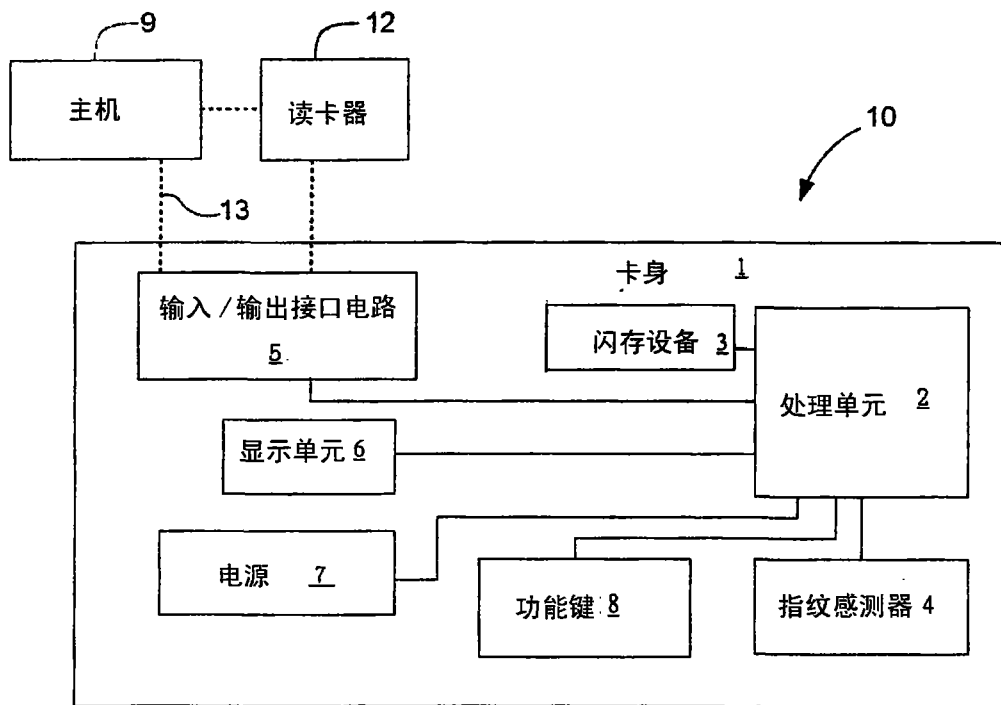 9
12
主机
读卡器
10
13
卡身 1
输入/输出接口电路
5
闪存设备 3
处理单元 2
显示单元 6
电源 7
功能键 8
指纹感测器 4